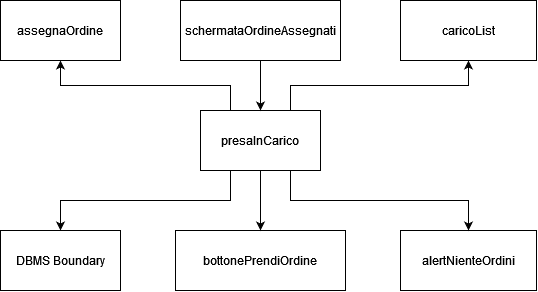 assegnaOrdine
schermataOrdineAssegnati
caricoList
presaInCarico
DBMS Boundary
bottonePrendiOrdine
alertNienteOrdini